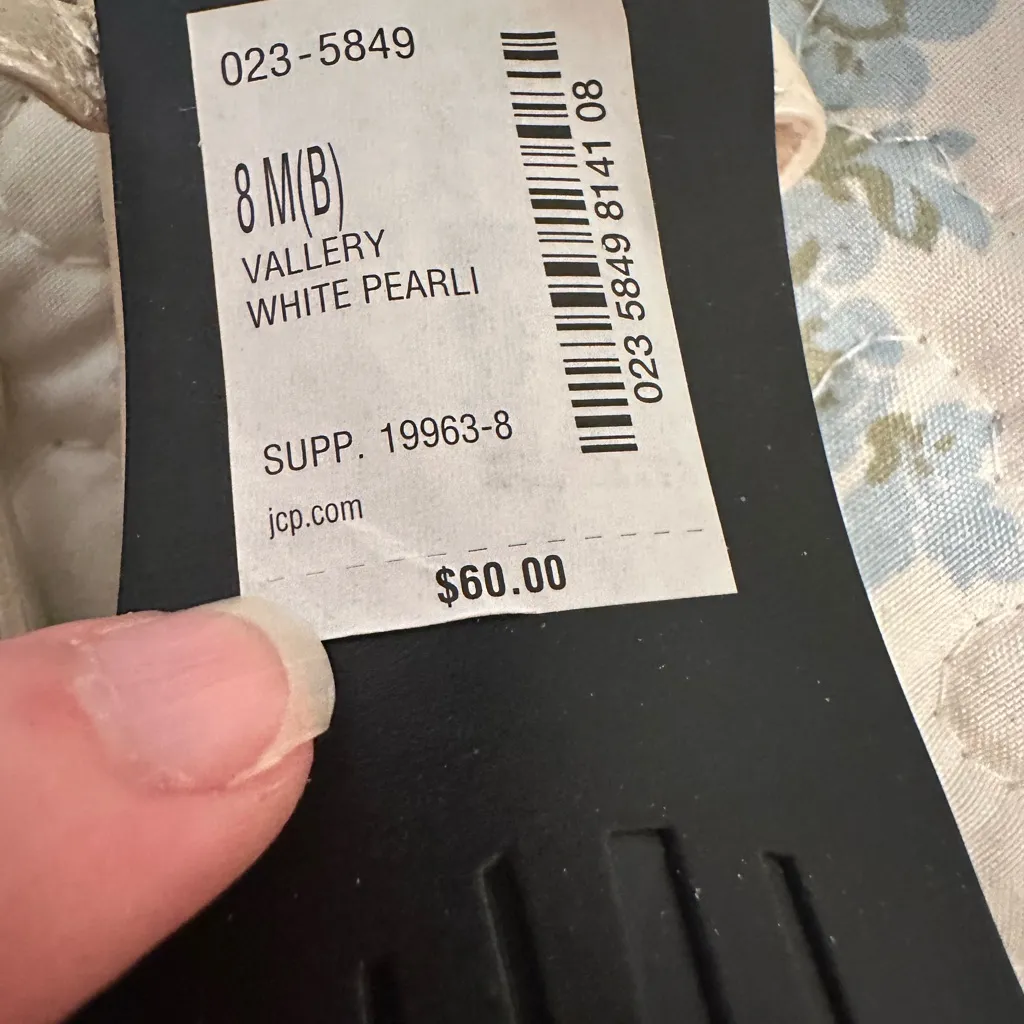 023-5849
8 M(B)
VALLERY
WHITE PEARLI
SUPP. 19963-8
jcp.com
$60.00
023 5849 8141 08